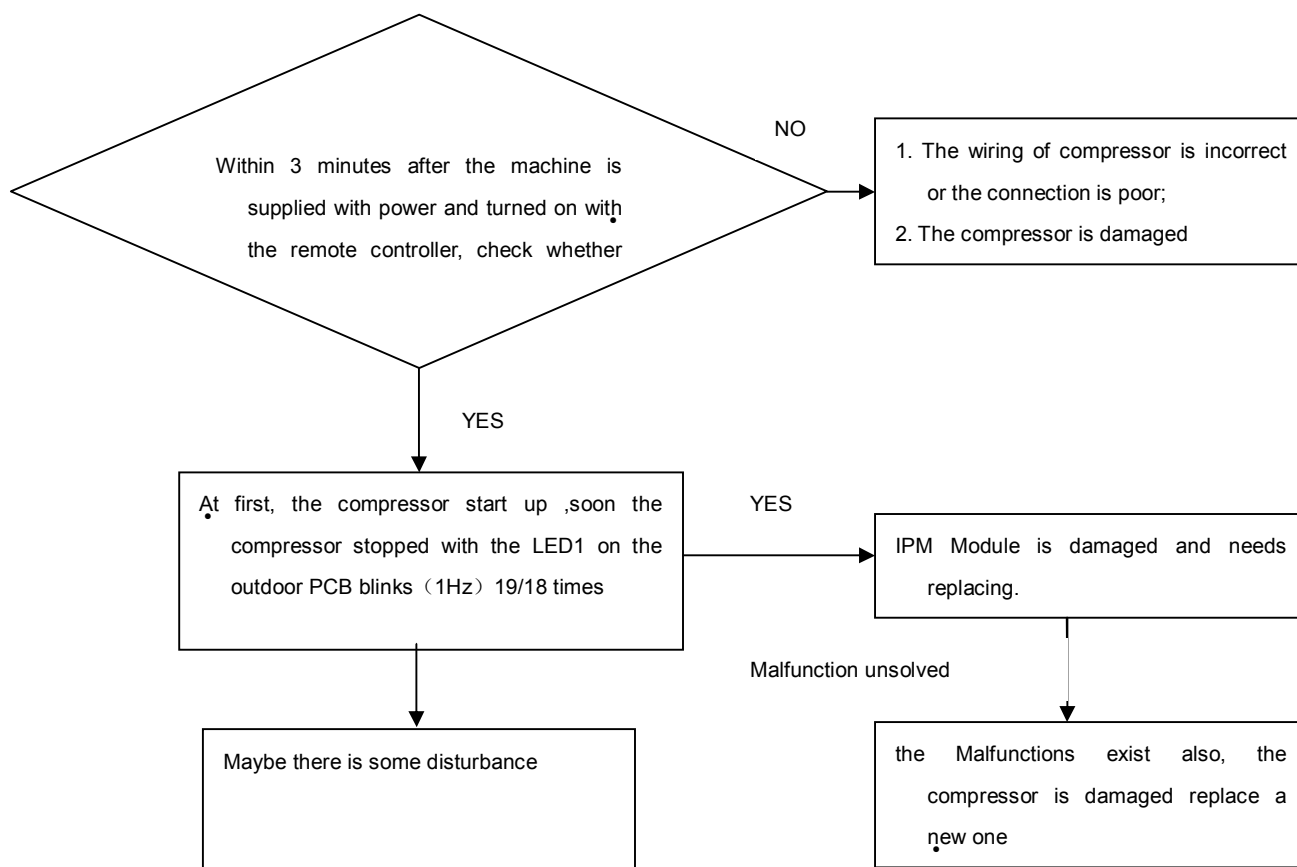 NO
Within 3 minutes after the machine is
supplied with power and turned on with
the remote controller, check whether
1. The wiring of compressor is incorrect
or the connection is poor;
2. The compressor is damaged
YES
At first, the compressor start up ,soon the
compressor stopped with the LED1 on the
outdoor PCB blinks（1Hz）19/18 times
YES
IPM Module is damaged and needs
replacing.
Malfunction unsolved
Maybe there is some disturbance
the Malfunctions exist also, the
compressor is damaged replace a
new one